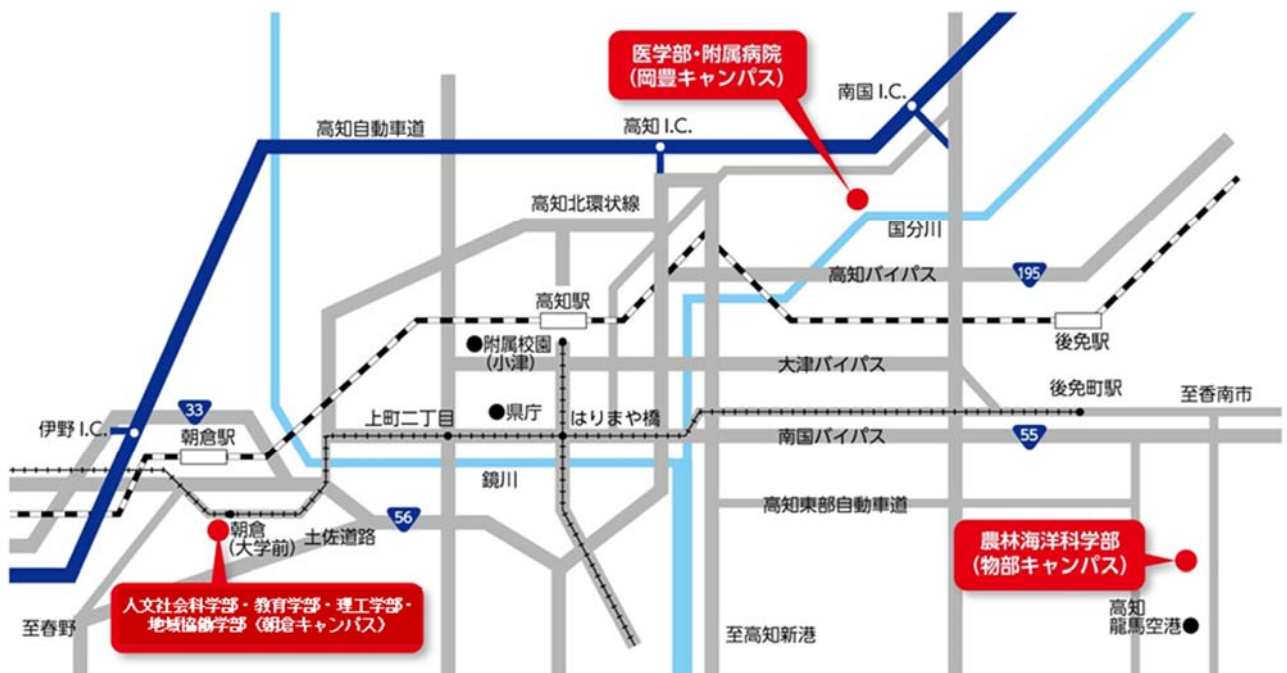 医学部・附属病院
(岡豊キャンパス)
南国 I.C.
高知自動車道
高知 I.C.
高知北環状線
国分川
高知バイパス
195
高知駅
後免駅
附属校園
(小津)
大津バイパス
後免町駅
至香南市
33
県庁
上町二丁目
はりまや橋
伊野 I.C.
朝倉駅
南国バイパス
55
鏡川
高知東部自動車道
56
朝倉
(大学前)
土佐道路
農林海洋科学部
(物部キャンパス)
人文社会科学部・教育学部・理工学部・
地域協働学部(朝倉キャンパス)
至春野
至高知新港
高知
龍馬空港